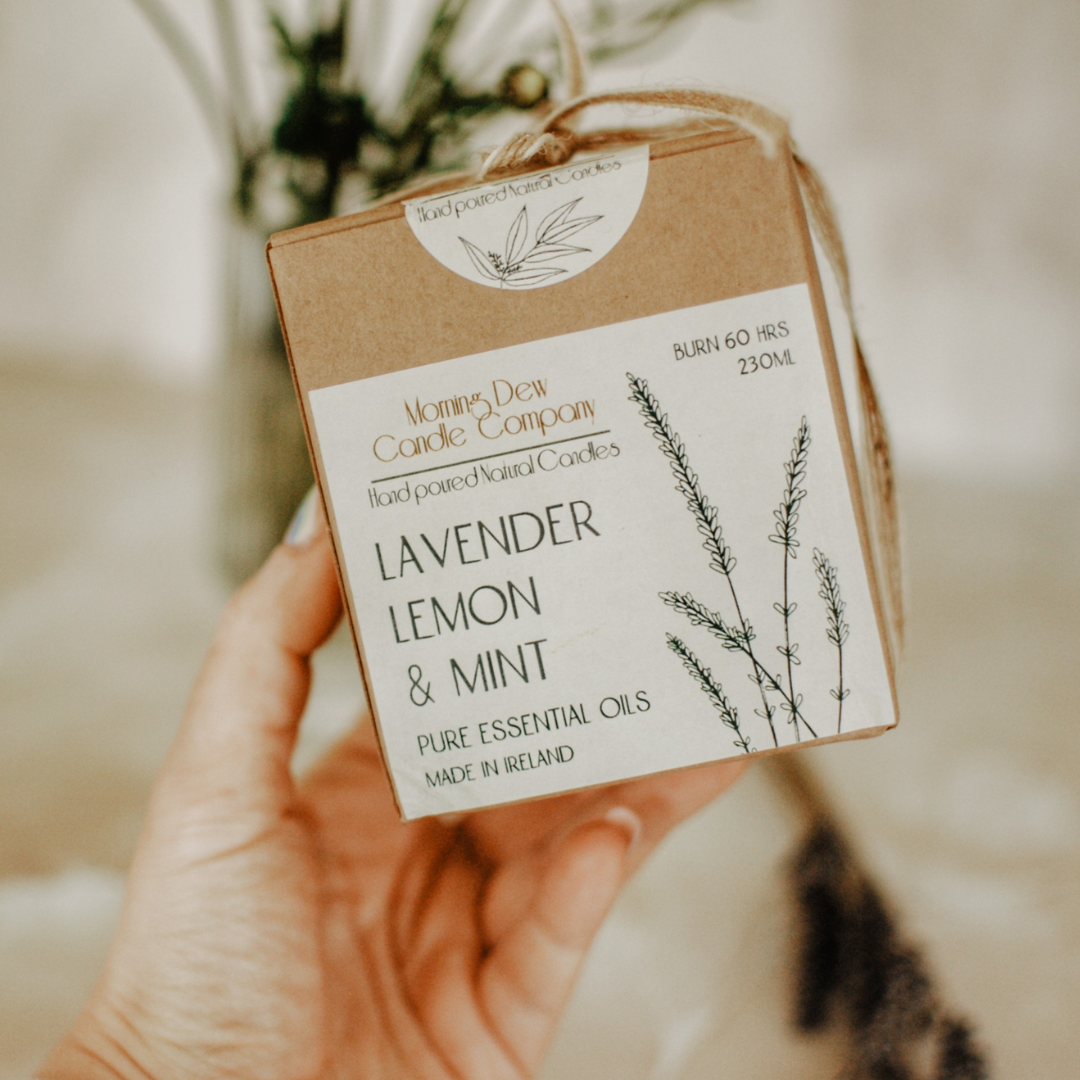 Hand poured Natural Candles
BURN 60 HRS
230ML
Morning Dew
Candle Company
Hand poured Natural Candles
LAVENDER
LEMON
& MINT
PURE ESSENTIAL OILS
MADE IN IRELAND